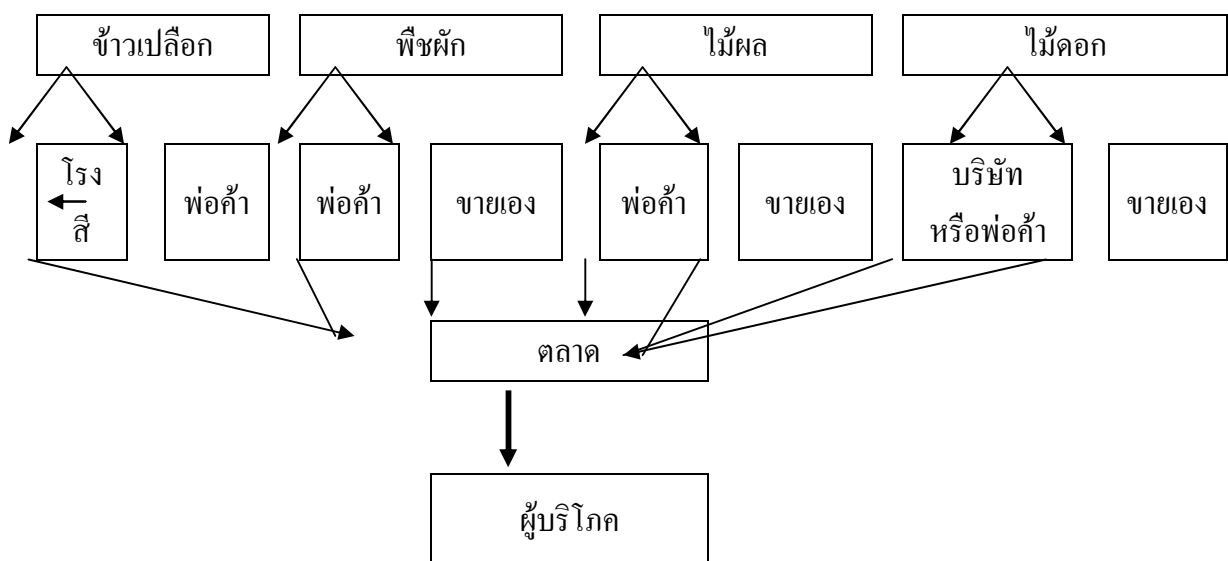 ข้าวเปลือก
พืชผัก
ไม้ผล
ไม้ดอก
โรง
สี
พ่อค้า
พ่อค้า
ขายเอง
พ่อค้า
ขายเอง
บริษัท
หรือพ่อค้า
ขายเอง
ตลาด
ผู้บริโภค